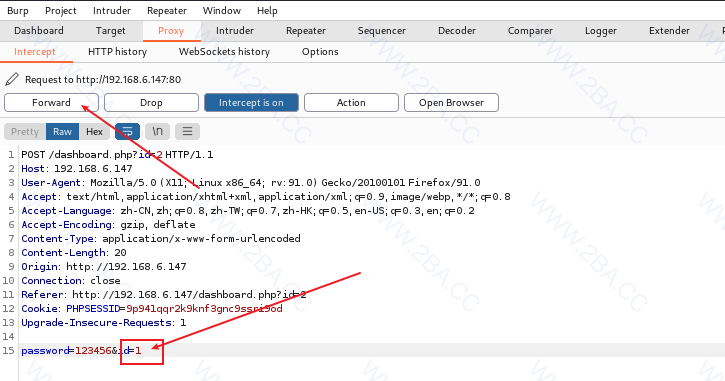 Burp Project Intruder Repeater Window Help
Dashboard Target Proxy Intruder Repeater Sequencer Decoder Comparer Logger Extender
Intercept HTTP history WebSockets history Options
Request to http://192.168.6.147:80
Forward Drop Intercept is on Action Open Browser
Pretty Raw Hex \n
1 POST /dashboard.php?id=2 HTTP/1.1
2 Host: 192.168.6.147
3 User-Agent: Mozilla/5.0 (X11; Linux x86_64; rv:91.0) Gecko/20100101 Firefox/91.0
4 Accept: text/html,application/xhtml+xml,application/xml;q=0.9,image/webp,*/*;q=0.8
5 Accept-Language: zh-CN,zh;q=0.8,zh-TW;q=0.7,zh-HK;q=0.5,en-US;q=0.3,en;q=0.2
6 Accept-Encoding: gzip, deflate
7 Content-Type: application/x-www-form-urlencoded
8 Content-Length: 20
9 Origin: http://192.168.6.147
10 Connection: close
11 Referer: http://192.168.6.147/dashboard.php?id=2
12 Cookie: PHPSESSID=9p941qqr2k9knf3gnc9ssri9od
13 Upgrade-Insecure-Requests: 1
14
15 password=123456&id=1
WWW.2BA.CC